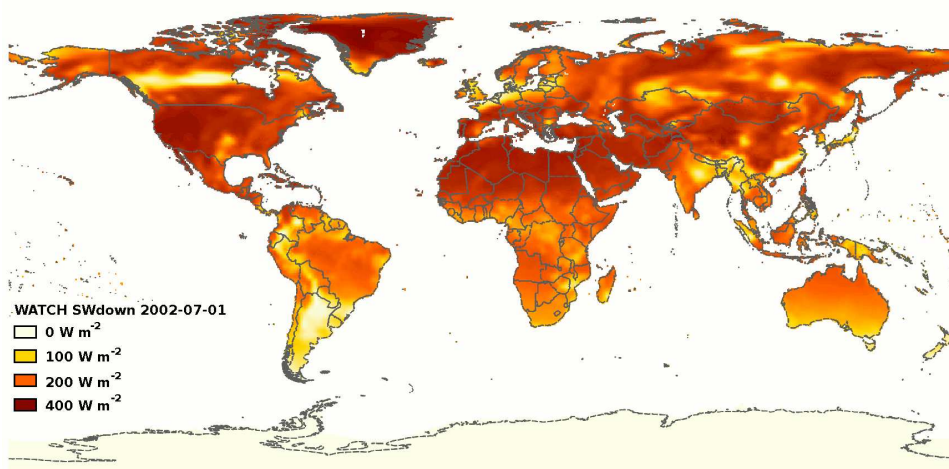 WATCH SWdown 2002-07-01
0 W m⁻²
100 W m⁻²
200 W m⁻²
400 W m⁻²